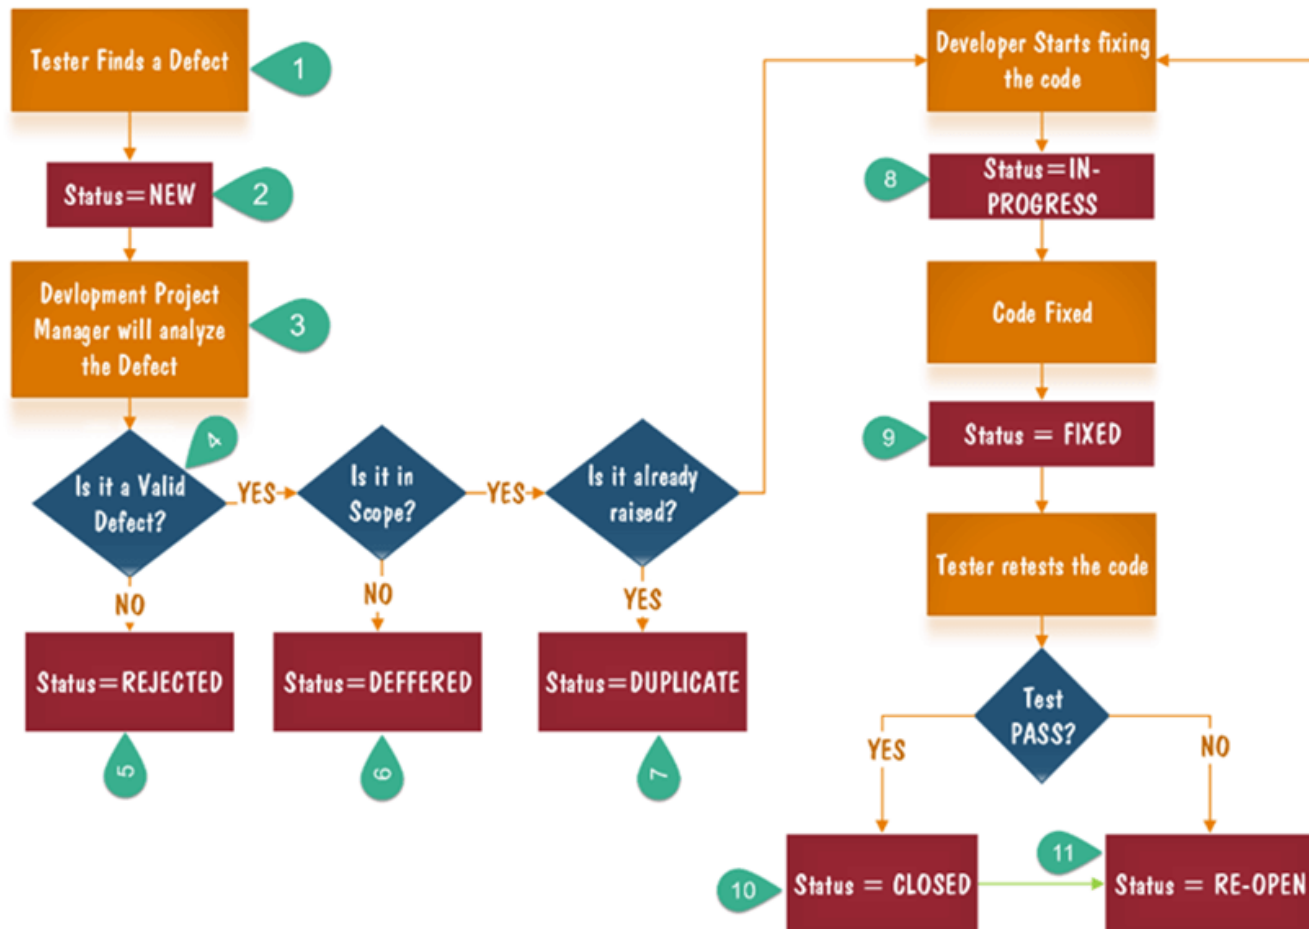 Tester Finds a Defect
1
Status=NEW
2
Devlopment Project
Manager will analyze
the Defect
3
4
Is it a Valid
Defect?
YES
Is it in
Scope?
YES
Is it already
raised?
NO
NO
YES
Status=REJECTED
Status=DEFFERED
Status=DUPLICATE
5
6
7
Developer Starts fixing
the code
8
Status=IN-
PROGRESS
Code Fixed
9
Status = FIXED
Tester retests the code
Test
PASS?
YES
NO
10
Status = CLOSED
11
Status = RE-OPEN